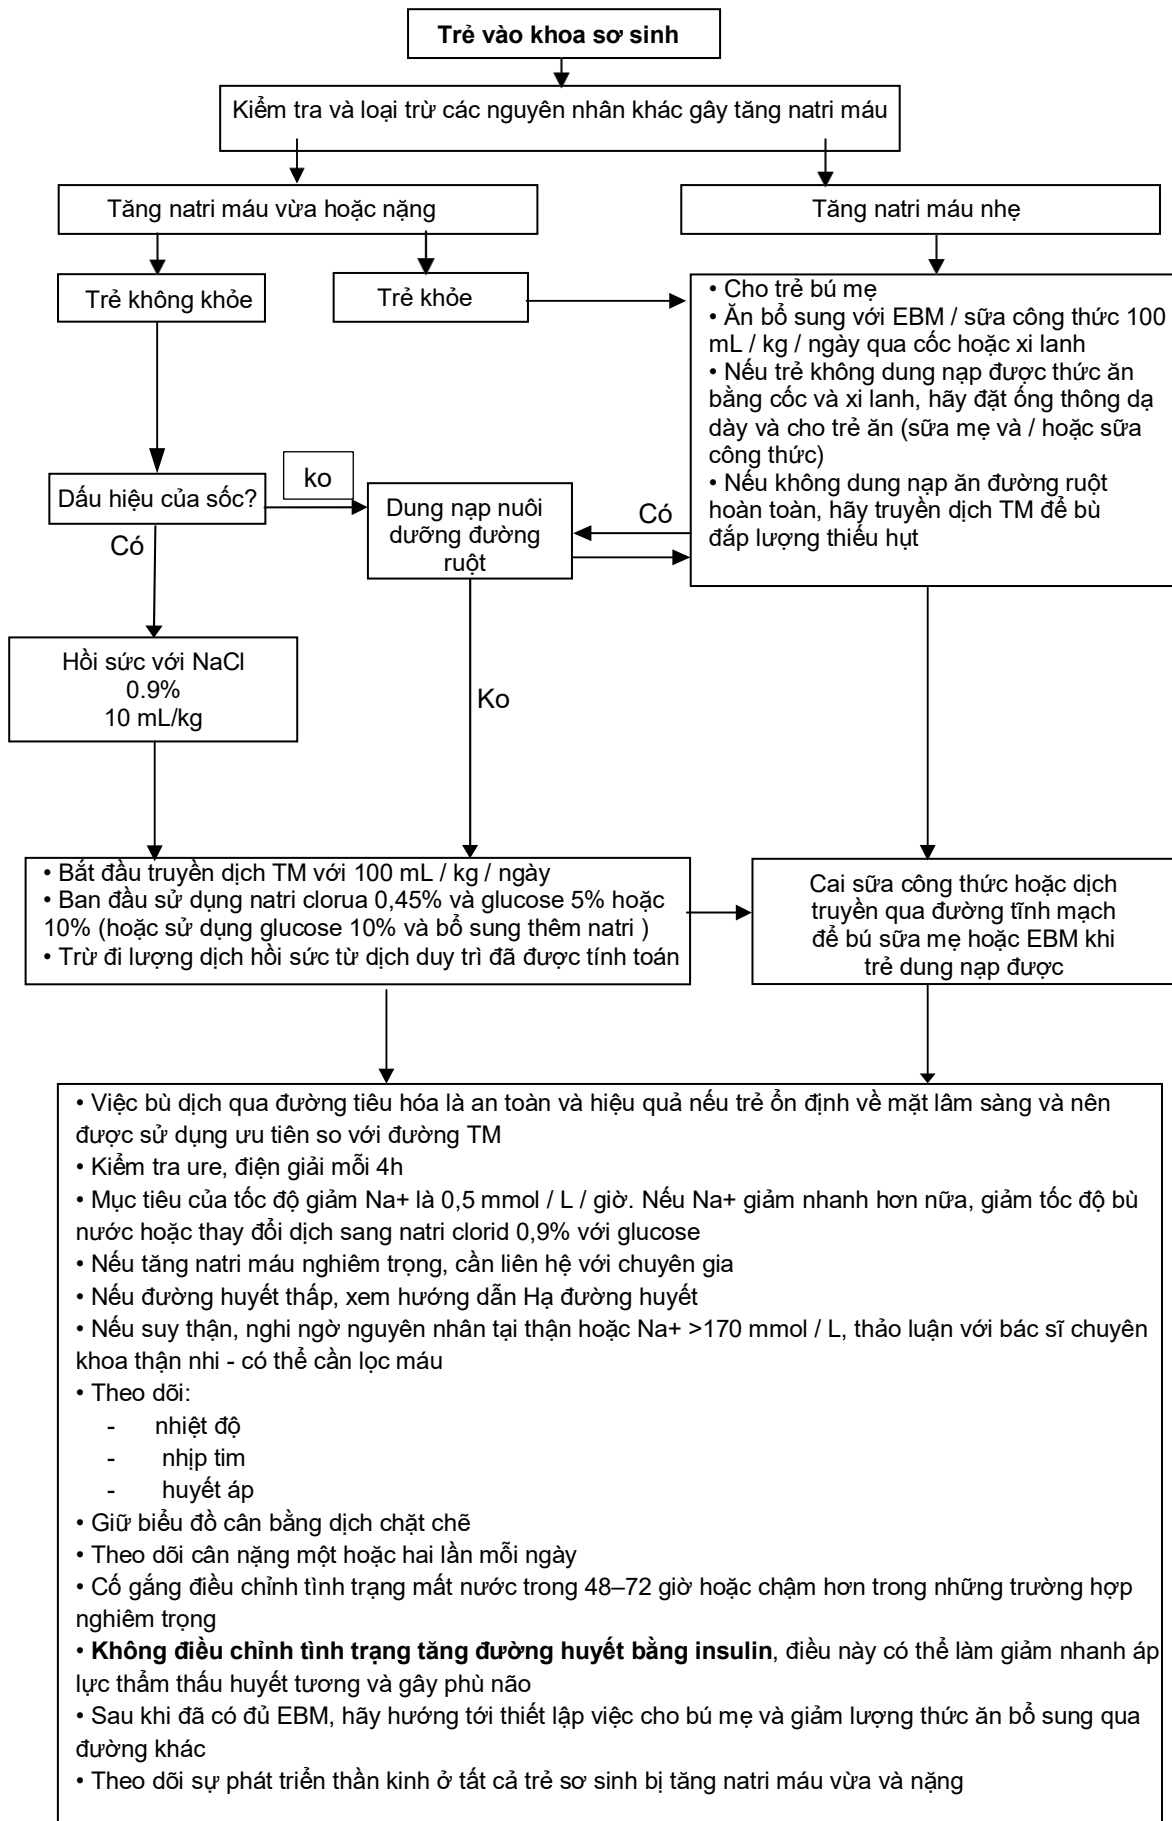 Trẻ vào khoa sơ sinh
Kiểm tra và loại trừ các nguyên nhân khác gây tăng natri máu
Tăng natri máu vừa hoặc nặng
Tăng natri máu nhẹ
Trẻ không khỏe
Trẻ khỏe
• Cho trẻ bú mẹ
• Ăn bổ sung với EBM / sữa công thức 100
mL / kg / ngày qua cốc hoặc xi lanh
• Nếu trẻ không dung nạp được thức ăn
bằng cốc và xi lanh, hãy đặt ống thông dạ
dày và cho trẻ ăn (sữa mẹ và / hoặc sữa
công thức)
• Nếu không dung nạp ăn đường ruột
hoàn toàn, hãy truyền dịch TM để bù
đắp lượng thiếu hụt
Dấu hiệu của sốc?
ko
Dung nạp nuôi
dưỡng đường
ruột
Có
Có
Hồi sức với NaCl
0.9%
10 mL/kg
Ko
• Bắt đầu truyền dịch TM với 100 mL / kg / ngày
• Ban đầu sử dụng natri clorua 0,45% và glucose 5% hoặc
10% (hoặc sử dụng glucose 10% và bổ sung thêm natri )
• Trừ đi lượng dịch hồi sức từ dịch duy trì đã được tính toán
Cai sữa công thức hoặc dịch
truyền qua đường tĩnh mạch
để bú sữa mẹ hoặc EBM khi
trẻ dung nạp được
• Việc bù dịch qua đường tiêu hóa là an toàn và hiệu quả nếu trẻ ổn định về mặt lâm sàng và nên
được sử dụng ưu tiên so với đường TM
• Kiểm tra ure, điện giải mỗi 4h
• Mục tiêu của tốc độ giảm Na+ là 0,5 mmol / L / giờ. Nếu Na+ giảm nhanh hơn nữa, giảm tốc độ bù
nước hoặc thay đổi dịch sang natri clorid 0,9% với glucose
• Nếu tăng natri máu nghiêm trọng, cần liên hệ với chuyên gia
• Nếu đường huyết thấp, xem hướng dẫn Hạ đường huyết
• Nếu suy thận, nghi ngờ nguyên nhân tại thận hoặc Na+ >170 mmol / L, thảo luận với bác sĩ chuyên
khoa thận nhi - có thể cần lọc máu
• Theo dõi:
- nhiệt độ
- nhịp tim
- huyết áp
• Giữ biểu đồ cân bằng dịch chặt chẽ
• Theo dõi cân nặng một hoặc hai lần mỗi ngày
• Cố gắng điều chỉnh tình trạng mất nước trong 48–72 giờ hoặc chậm hơn trong những trường hợp
nghiêm trọng
• Không điều chỉnh tình trạng tăng đường huyết bằng insulin, điều này có thể làm giảm nhanh áp
lực thẩm thấu huyết tương và gây phù não
• Sau khi đã có đủ EBM, hãy hướng tới thiết lập việc cho bú mẹ và giảm lượng thức ăn bổ sung qua
đường khác
• Theo dõi sự phát triển thần kinh ở tất cả trẻ sơ sinh bị tăng natri máu vừa và nặng